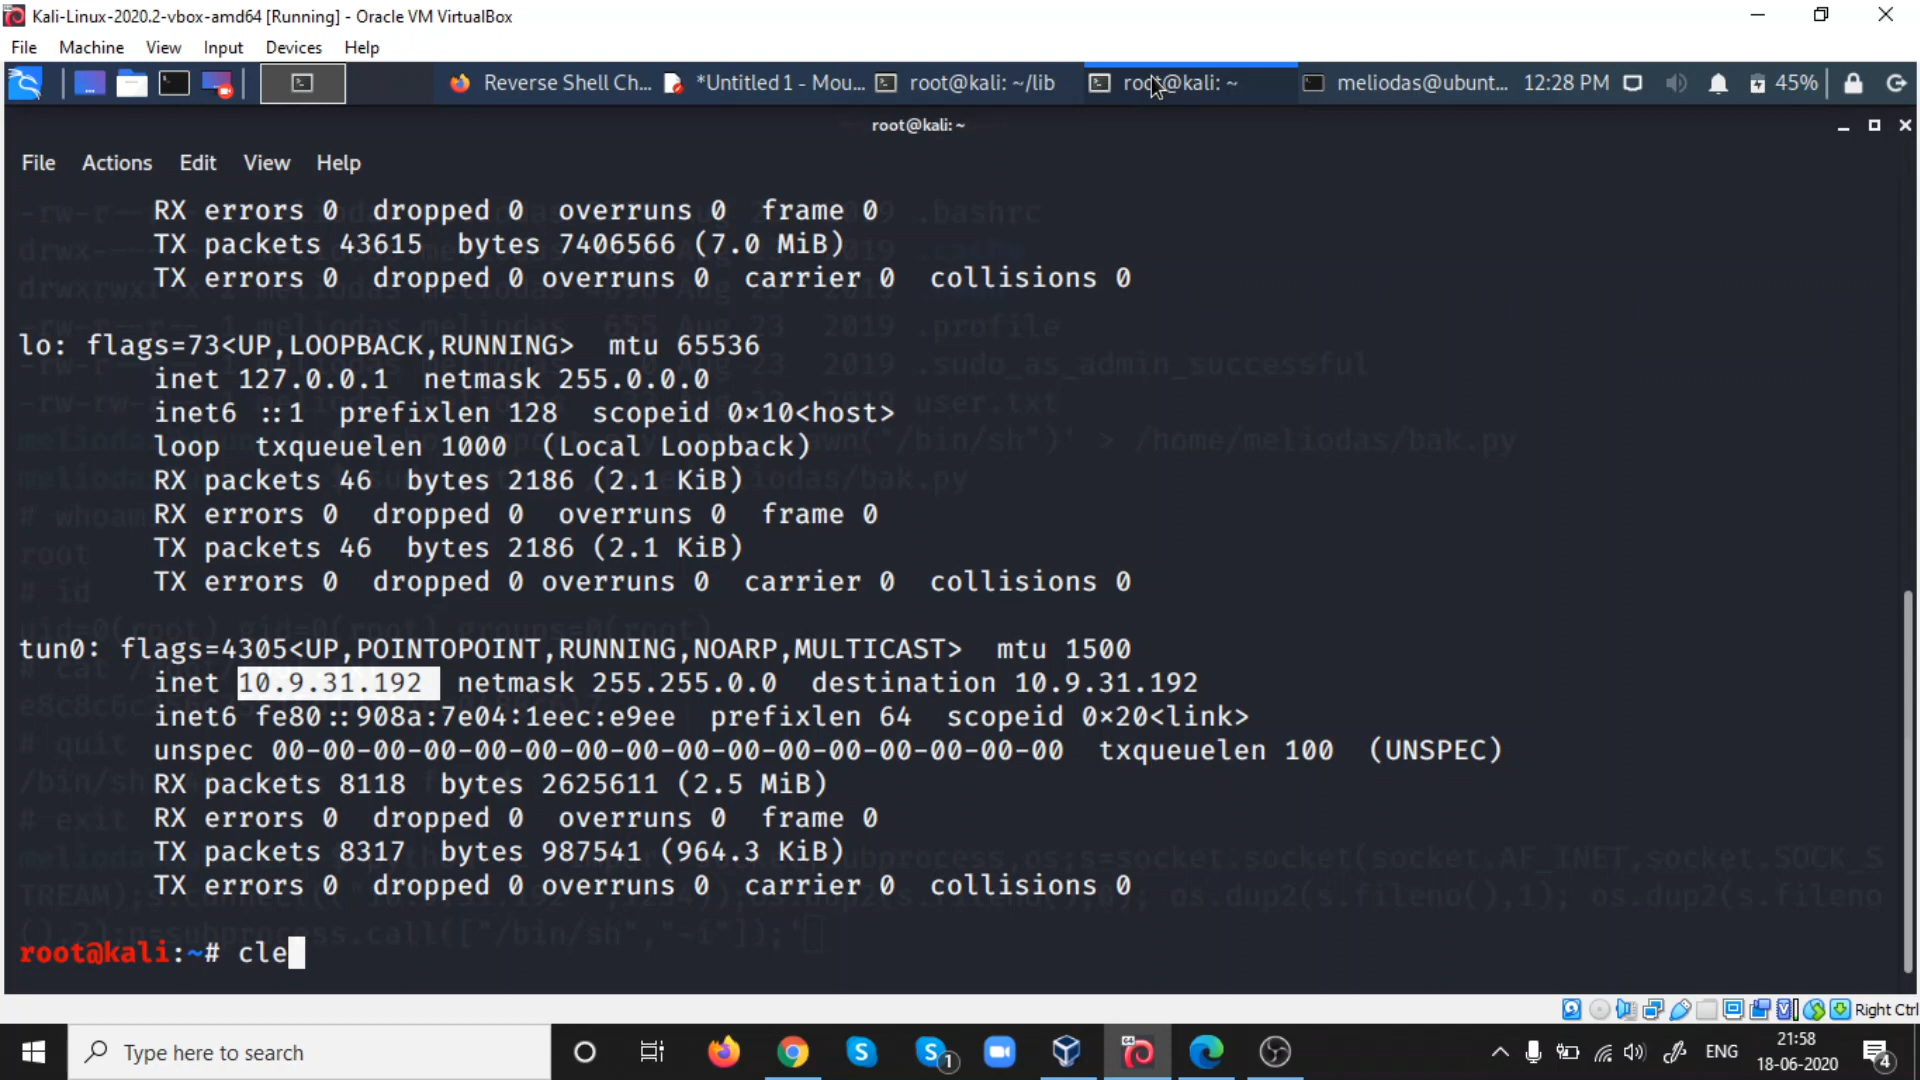 Kali-Linux-2020.2-vbox-amd64 [Running] - Oracle VM VirtualBox
File Machine View Input Devices Help
Reverse Shell Ch... *Untitled 1 - Mou... root@kali: ~/lib root@kali: ~ meliodas@ubunt... 12:28 PM 45%
root@kali: ~
File Actions Edit View Help
RX errors 0 dropped 0 overruns 0 frame 0
TX packets 43615 bytes 7406566 (7.0 MiB)
TX errors 0 dropped 0 overruns 0 carrier 0 collisions 0
lo: flags=73<UP,LOOPBACK,RUNNING> mtu 65536
inet 127.0.0.1 netmask 255.0.0.0
inet6 ::1 prefixlen 128 scopeid 0×10<host>
loop txqueuelen 1000 (Local Loopback)
RX packets 46 bytes 2186 (2.1 KiB)
RX errors 0 dropped 0 overruns 0 frame 0
TX packets 46 bytes 2186 (2.1 KiB)
TX errors 0 dropped 0 overruns 0 carrier 0 collisions 0
tun0: flags=4305<UP,POINTOPOINT,RUNNING,NOARP,MULTICAST> mtu 1500
inet 10.9.31.192 netmask 255.255.0.0 destination 10.9.31.192
inet6 fe80::908a:7e04:1eec:e9ee prefixlen 64 scopeid 0×20<link>
unspec 00-00-00-00-00-00-00-00-00-00-00-00-00-00-00-00 txqueuelen 100 (UNSPEC)
RX packets 8118 bytes 2625611 (2.5 MiB)
RX errors 0 dropped 0 overruns 0 frame 0
TX packets 8317 bytes 987541 (964.3 KiB)
TX errors 0 dropped 0 overruns 0 carrier 0 collisions 0
root@kali:~# cle
Right Ctrl
Type here to search
1
64
ENG
21:58
18-06-2020
4